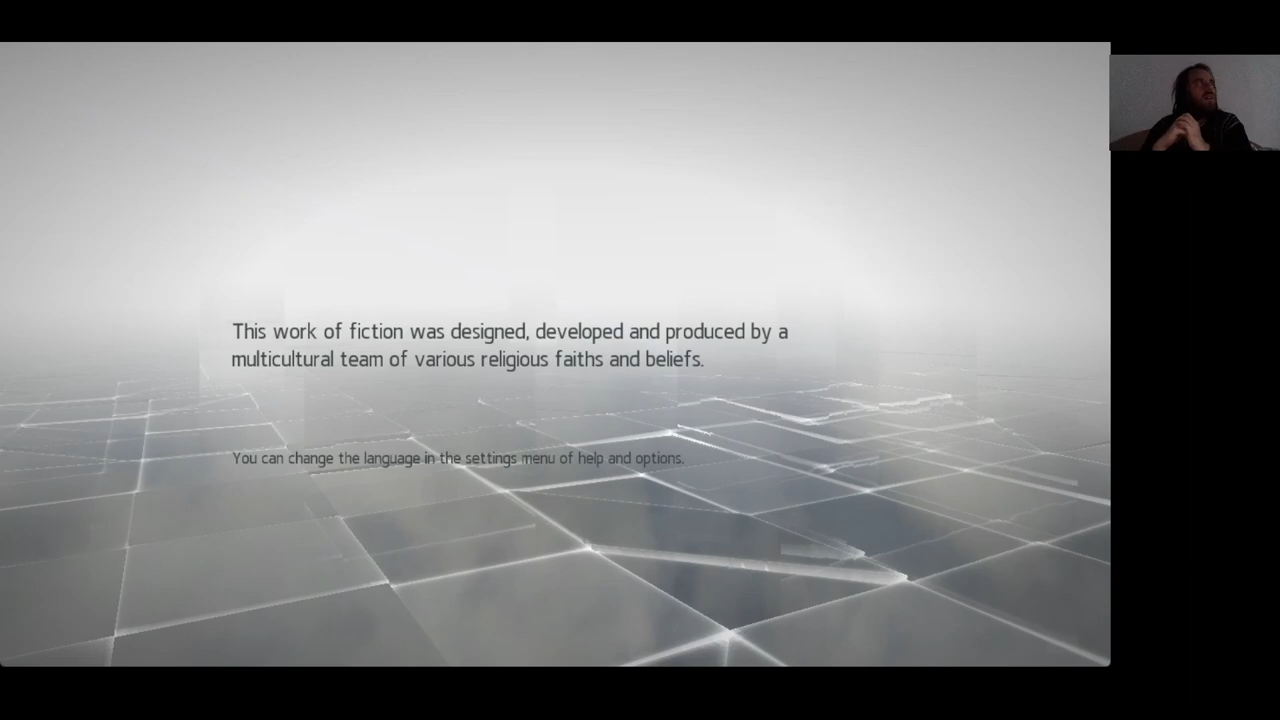 This work of fiction was designed, developed and produced by a
multicultural team of various religious faiths and beliefs.
You can change the language in the settings menu of help and options.